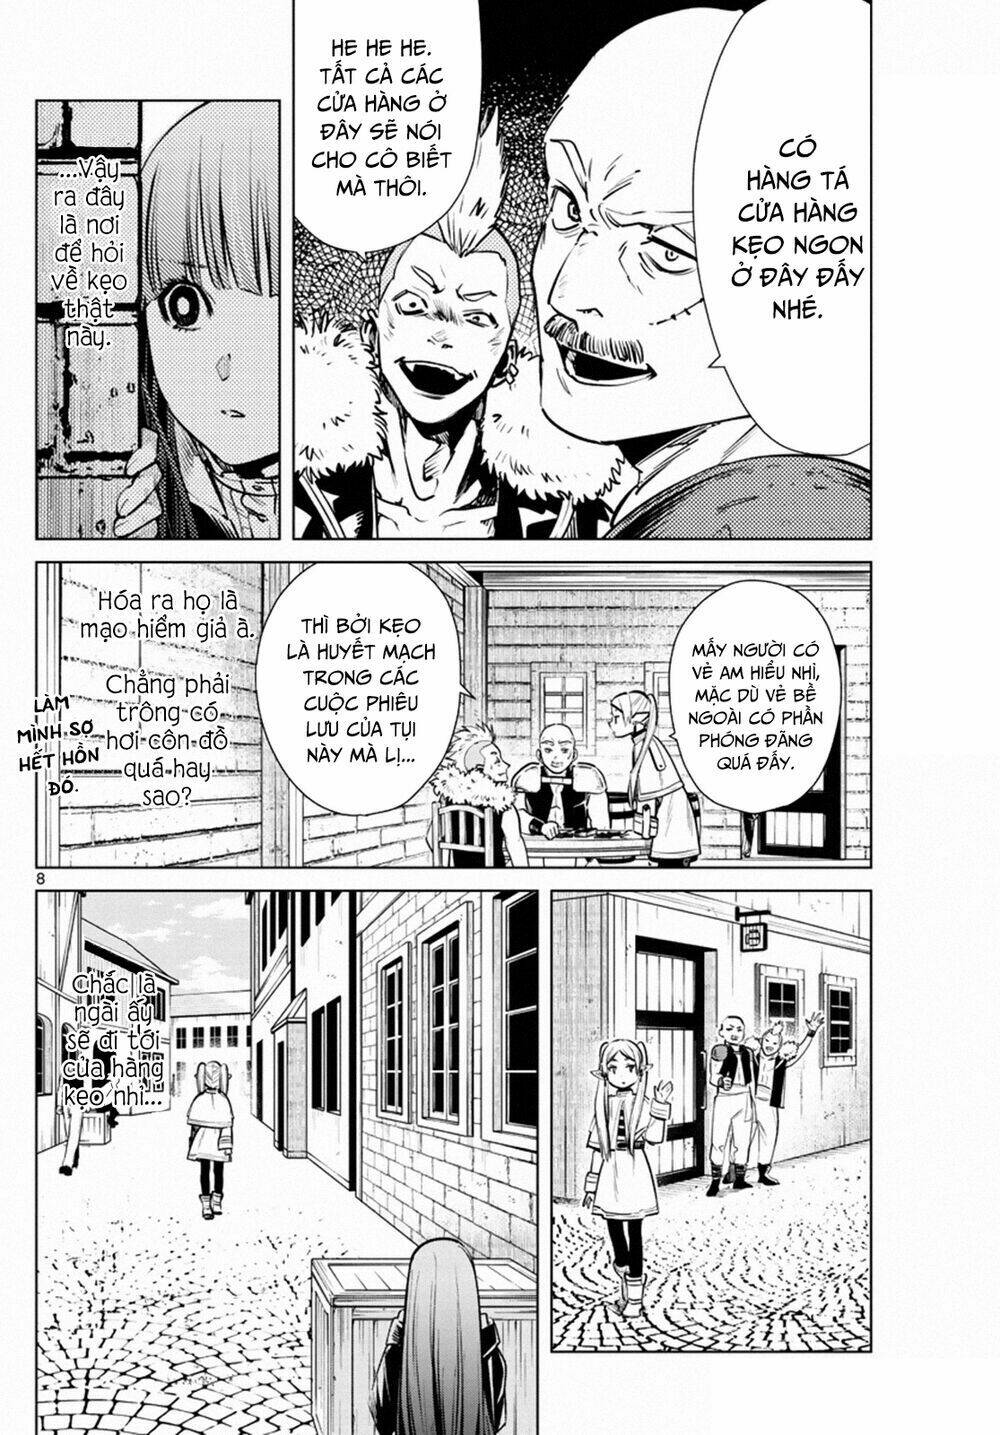 CÓ
HÀNG TÁ
CỬA HÀNG
KẸO NGON
Ở ĐÂY ĐẤY
NHÉ.
HE HE HE.
TẤT CẢ CÁC
CỬA HÀNG Ở
ĐÂY SẼ NÓI
CHO CÔ BIẾT
MÀ THÔI.
...Vậy
ra đây
là nơi
để hỏi
về kẹo
thật
này.
MẤY NGƯỜI CÓ
VẺ AM HIỂU NHỈ,
MẶC DÙ VẺ BỀ
NGOÀI CÓ PHẦN
PHÓNG ĐÃNG
QUÁ ĐẤY.
THÌ BỞI KẸO
LÀ HUYẾT MẠCH
TRONG CÁC
CUỘC PHIÊU
LƯU CỦA TỤI
NÀY MÀ LỊ...
Hóa ra họ là
mạo hiểm giả à.
Chẳng phải
trông có
hơi côn đồ
quá hay
sao?
LÀM
MÌNH SỢ
HẾT HỒN
ĐÓ.
8
Chắc là
ngài ấy
sẽ đi tới
cửa hàng
kẹo nhỉ...